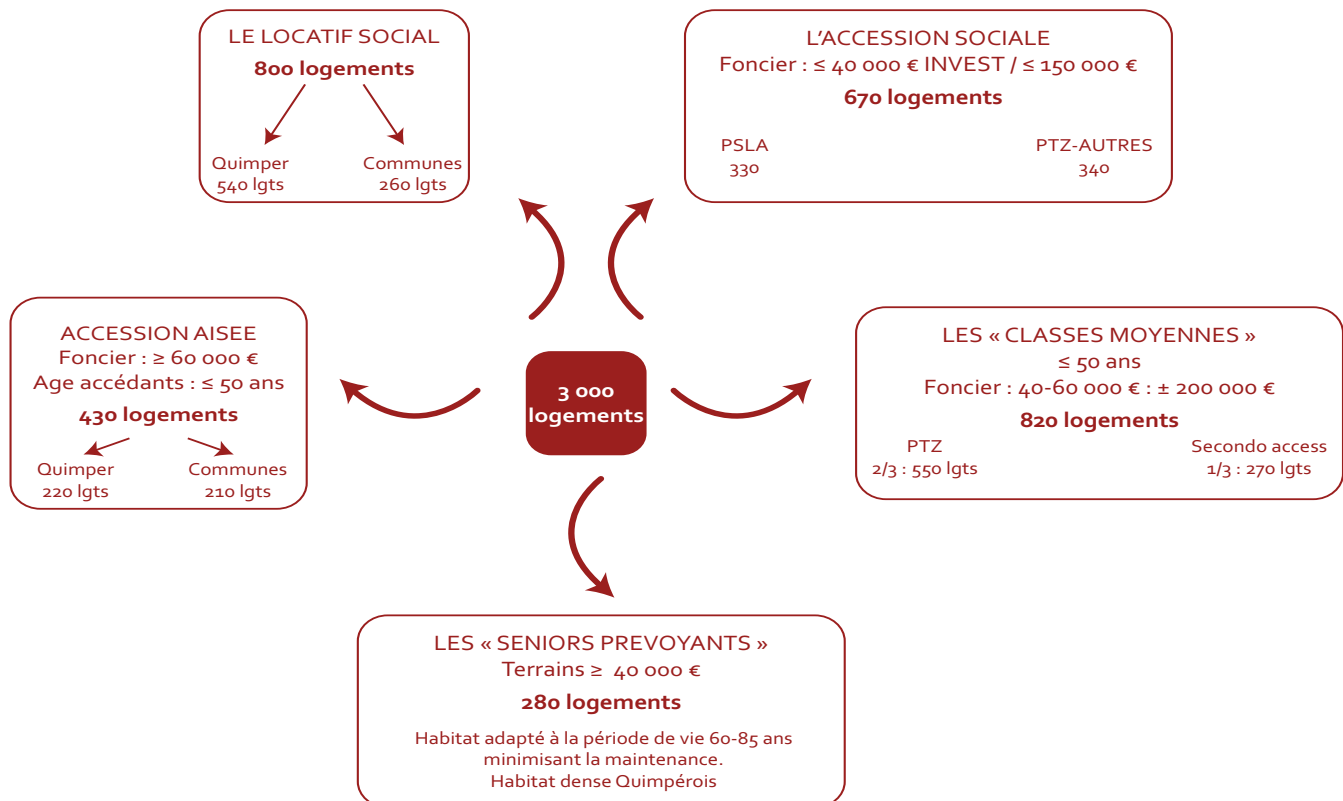 LE LOCATIF SOCIAL
800 logements
Quimper
540 lgts
Communes
260 lgts
L'ACCESSION SOCIALE
Foncier : ≤ 40 000 € INVEST / ≤ 150 000 €
670 logements
PSLA
330
PTZ-AUTRES
340
ACCESSION AISEE
Foncier : ≥ 60 000 €
Age accédants : ≤ 50 ans
430 logements
Quimper
220 lgts
Communes
210 lgts
3 000
logements
LES « CLASSES MOYENNES »
≤ 50 ans
Foncier : 40-60 000 € : ± 200 000 €
820 logements
PTZ
2/3 : 550 lgts
Secondo access
1/3 : 270 lgts
LES « SENIORS PREVOYANTS »
Terrains ≥ 40 000 €
280 logements
Habitat adapté à la période de vie 60-85 ans
minimisant la maintenance.
Habitat dense Quimpérois